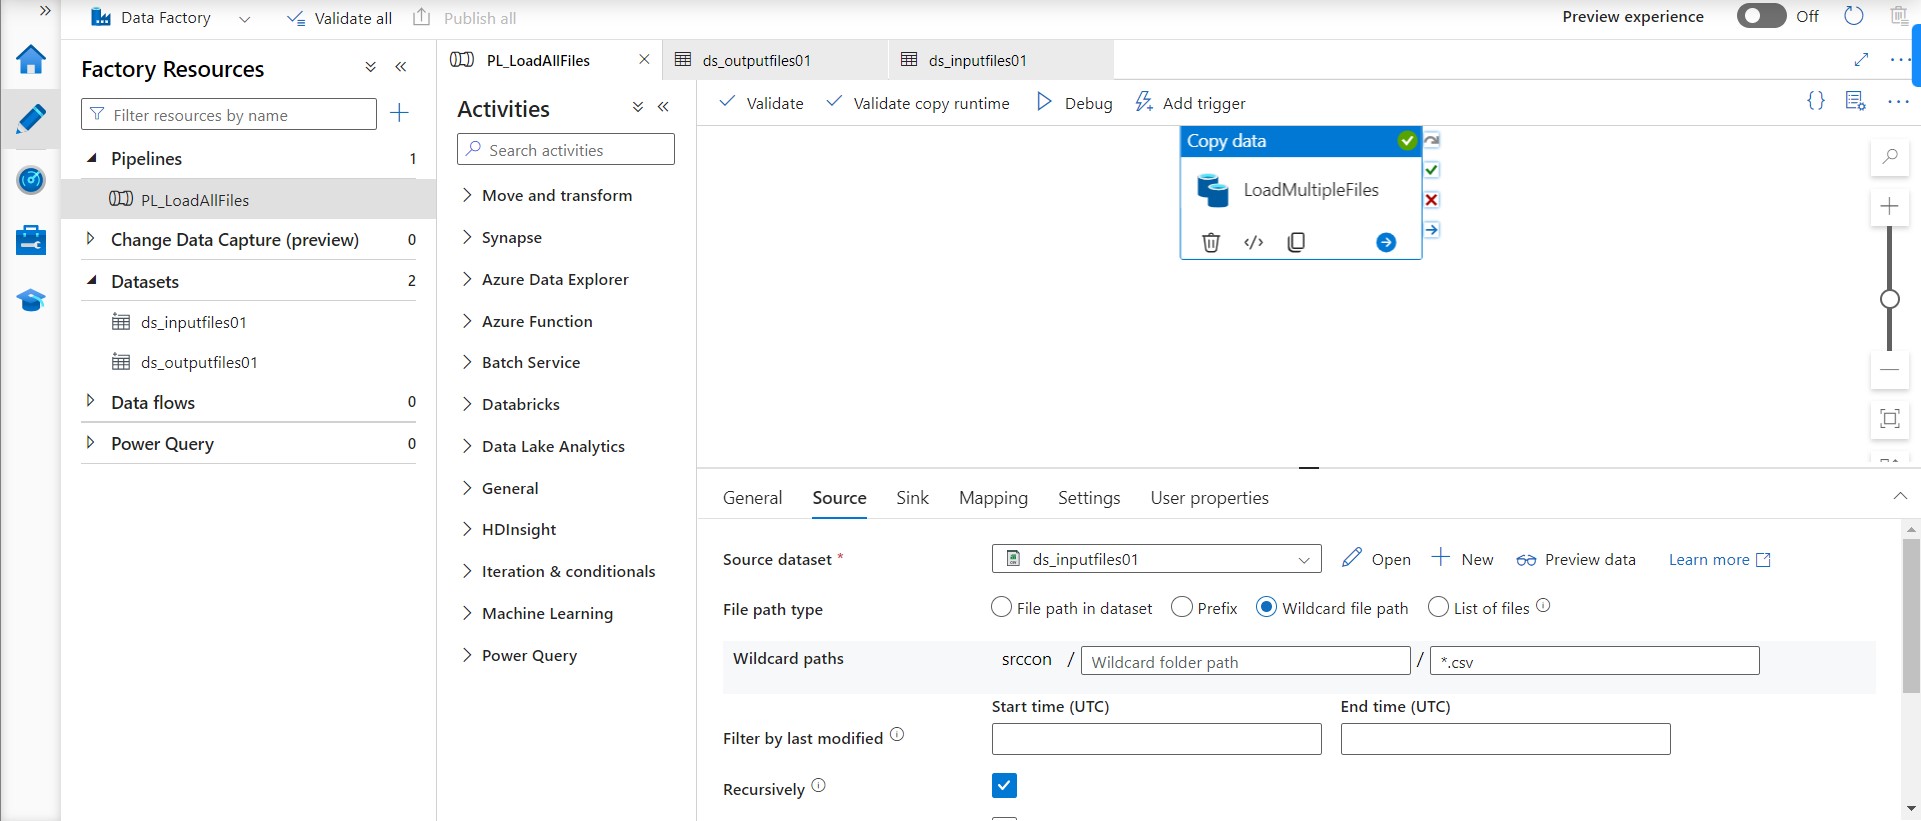 Data Factory
Validate all
Publish all
Preview experience
Off
Factory Resources
Filter resources by name
Pipelines 1
PL_LoadAllFiles
Change Data Capture (preview) 0
Datasets 2
ds_inputfiles01
ds_outputfiles01
Data flows 0
Power Query 0
PL_LoadAllFiles
ds_outputfiles01
ds_inputfiles01
Activities
Search activities
Move and transform
Synapse
Azure Data Explorer
Azure Function
Batch Service
Databricks
Data Lake Analytics
General
HDInsight
Iteration & conditionals
Machine Learning
Power Query
Validate
Validate copy runtime
Debug
Add trigger
Copy data
LoadMultipleFiles
General Source Sink Mapping Settings User properties
Source dataset *
ds_inputfiles01
Open
New
Preview data
Learn more
File path type
File path in dataset
Prefix
Wildcard file path
List of files
Wildcard paths
srccon / Wildcard folder path / *.csv
Start time (UTC)
End time (UTC)
Filter by last modified
Recursively